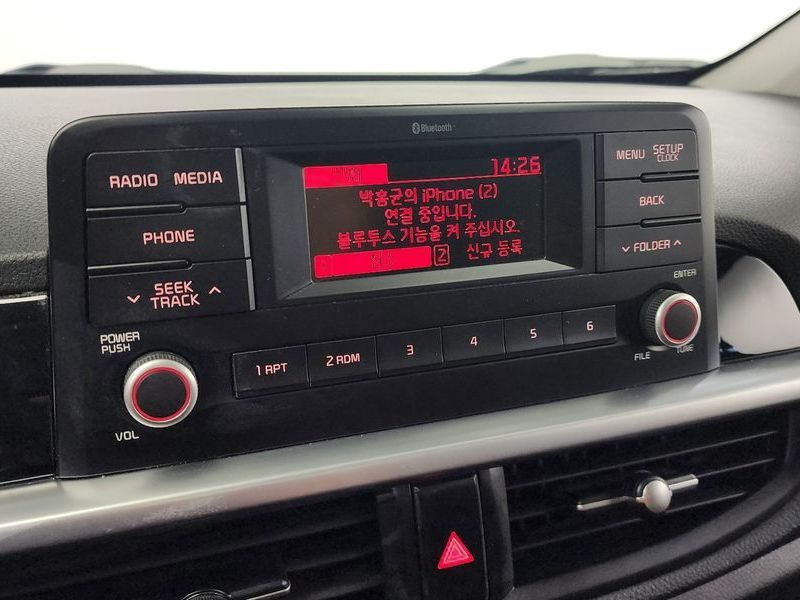 Bluetooth
RADIO MEDIA
PHONE
SEEK
TRACK
POWER
PUSH
VOL
14:26
박흥균의 iPhone (2)
연결 중입니다.
블루투스 기능을 켜 주십시오.
2 신규 등록
MENU SETUP
CLOCK
BACK
FOLDER
ENTER
FILE TUNE
1 RPT 2 RDM 3 4 5 6